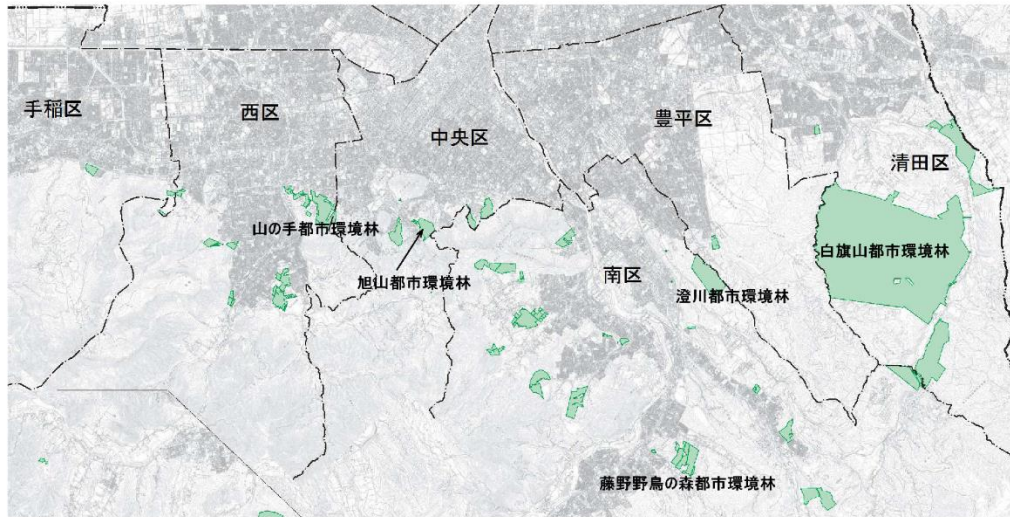 手稲区
西区
中央区
豊平区
清田区
山の手都市環境林
旭山都市環境林
南区
澄川都市環境林
白旗山都市環境林
藤野野鳥の森都市環境林